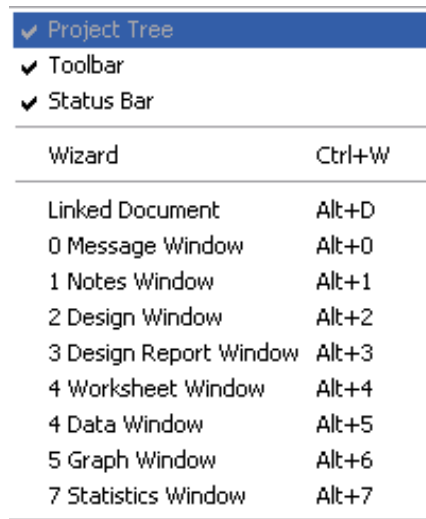 Project Tree
Toolbar
Status Bar
Wizard Ctrl+W
Linked Document Alt+D
0 Message Window Alt+0
1 Notes Window Alt+1
2 Design Window Alt+2
3 Design Report Window Alt+3
4 Worksheet Window Alt+4
4 Data Window Alt+5
5 Graph Window Alt+6
7 Statistics Window Alt+7